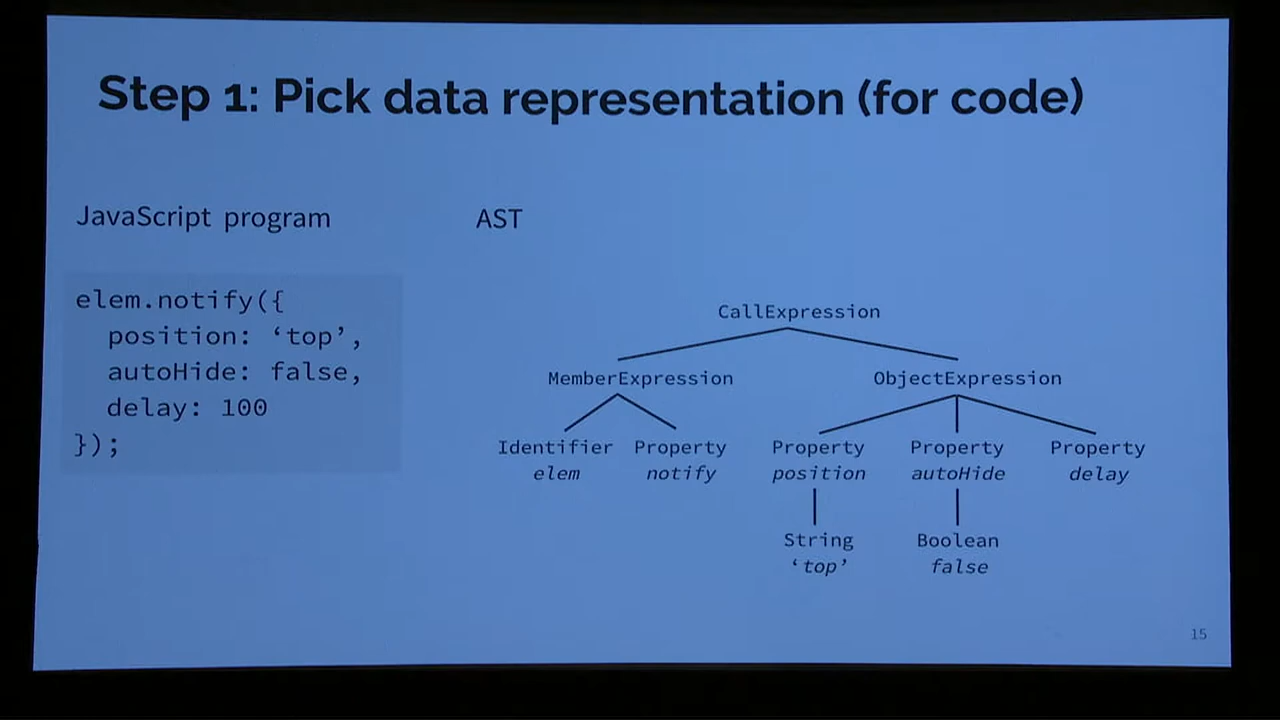 Step 1: Pick data representation (for code)
JavaScript program
AST
elem.notify({
position: ‘top’,
autoHide: false,
delay: 100
});
CallExpression
MemberExpression ObjectExpression
Identifier Property Property Property Property
elem notify position autoHide delay
String Boolean
‘top’ false
15